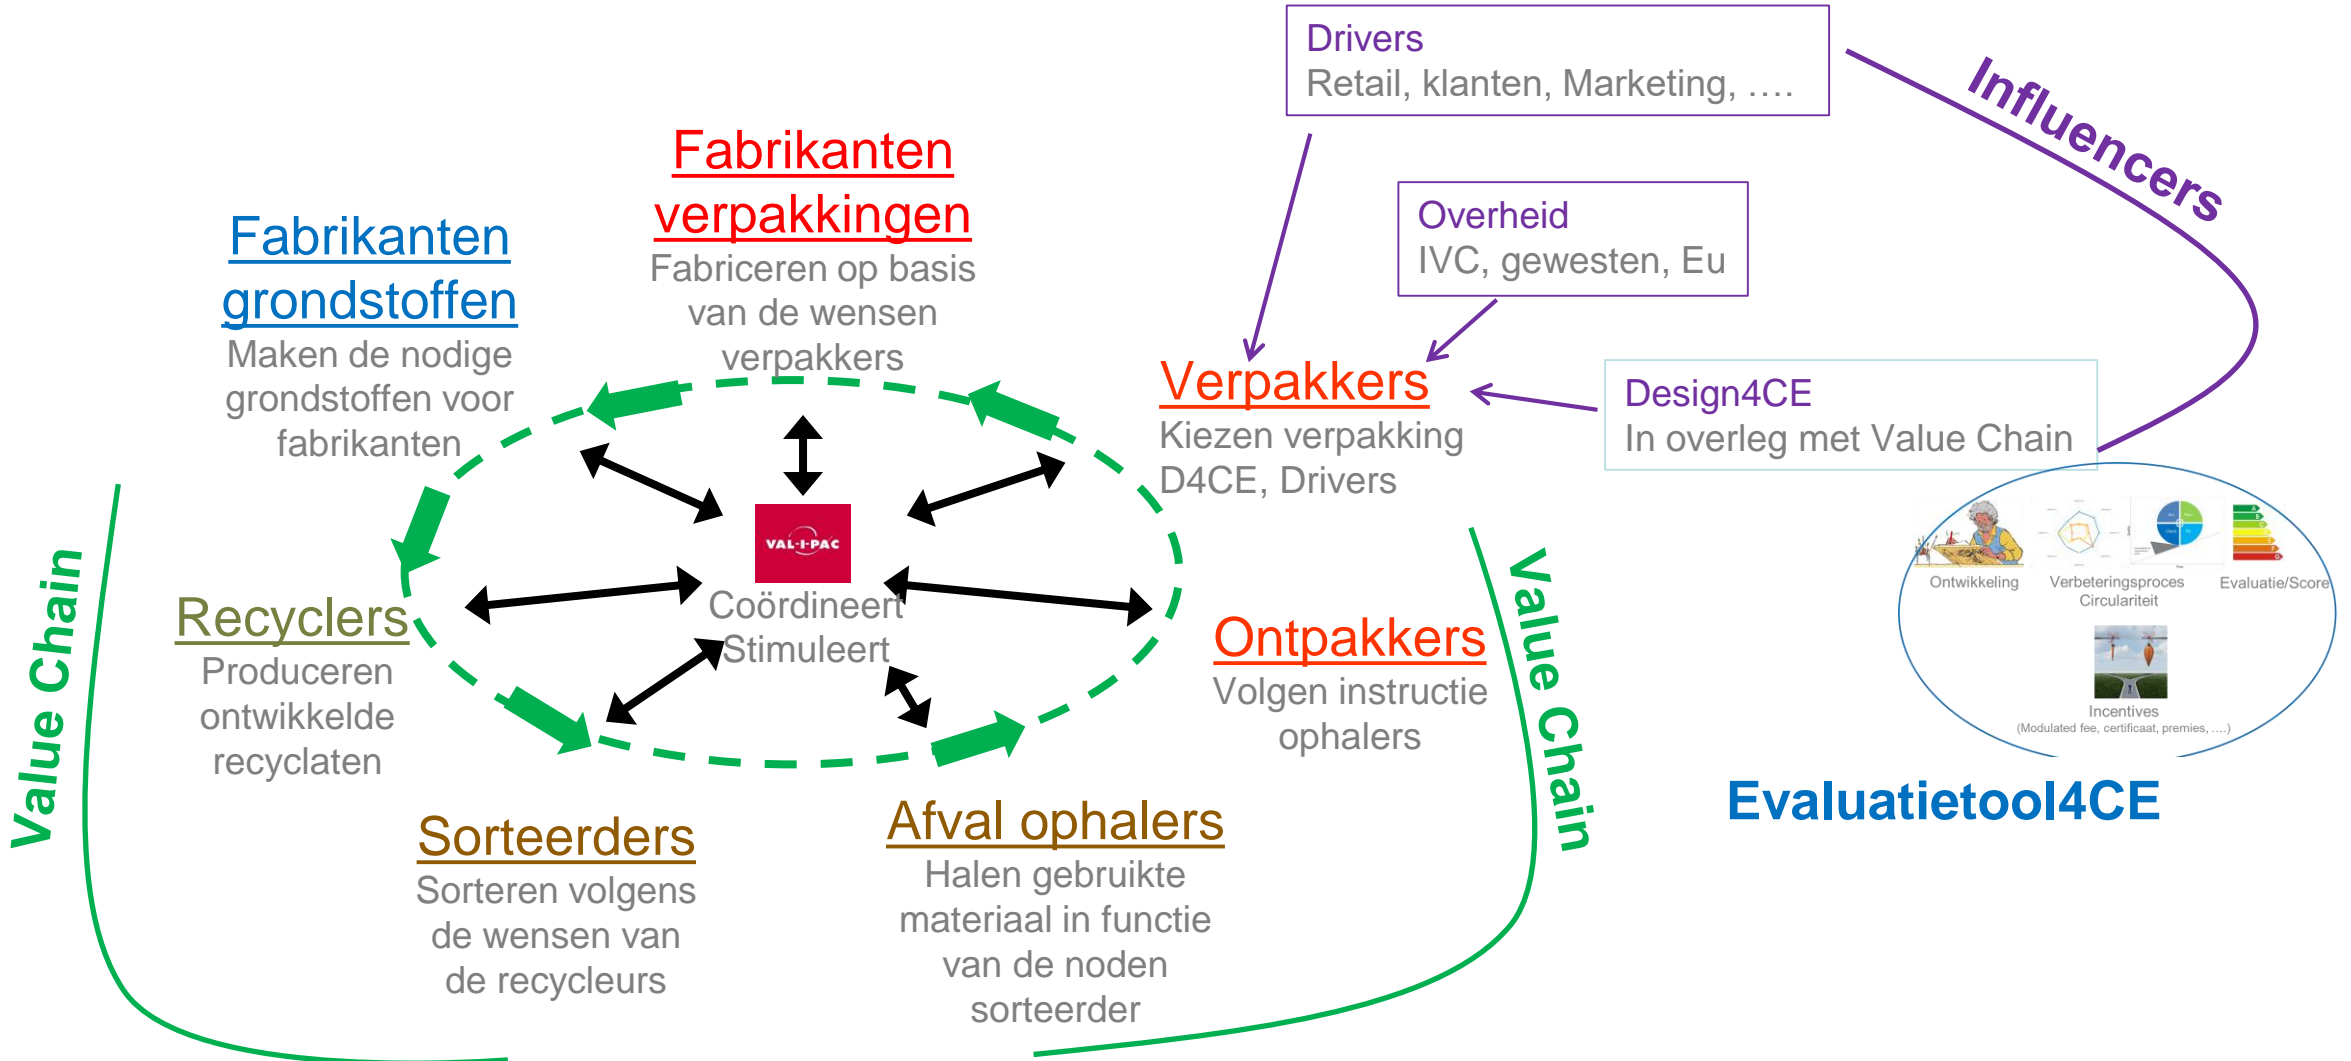 Drivers
Retail, klanten, Marketing, ….
Influencers
Overheid
IVC, gewesten, Eu
Design4CE
In overleg met Value Chain
Fabrikanten
verpakkingen
Fabriceren op basis
van de wensen
verpakkers
Fabrikanten
grondstoffen
Maken de nodige
grondstoffen voor
fabrikanten
Verpakkers
Kiezen verpakking
D4CE, Drivers
VAL-I-PAC
Coördineert
Stimuleert
Value Chain
Recyclers
Produceren
ontwikkelde
recyclaten
Ontpakkers
Volgen instructie
ophalers
Value Chain
Sorteerders
Sorteren volgens
de wensen van
de recycleurs
Afval ophalers
Halen gebruikte
materiaal in functie
van de noden
sorteerder
Ontwikkeling
Verbeteringsproces
Circulariteit
Evaluatie/Score
Incentives
(Modulated fee, certificaat, premies, ….)
Evaluatietool4CE